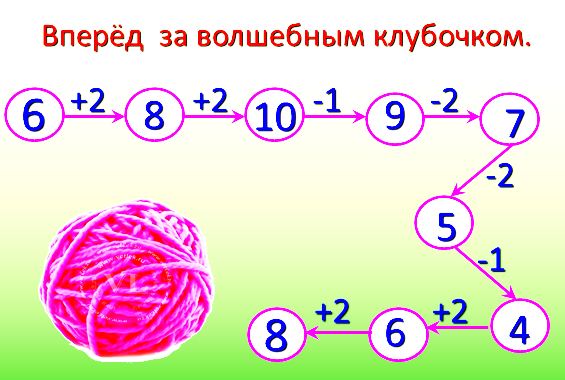 Вперёд за волшебным клубочком.
6 +2 8 +2 10 -1 9 -2 7
-2
5
-1
8 +2 6 +2 4